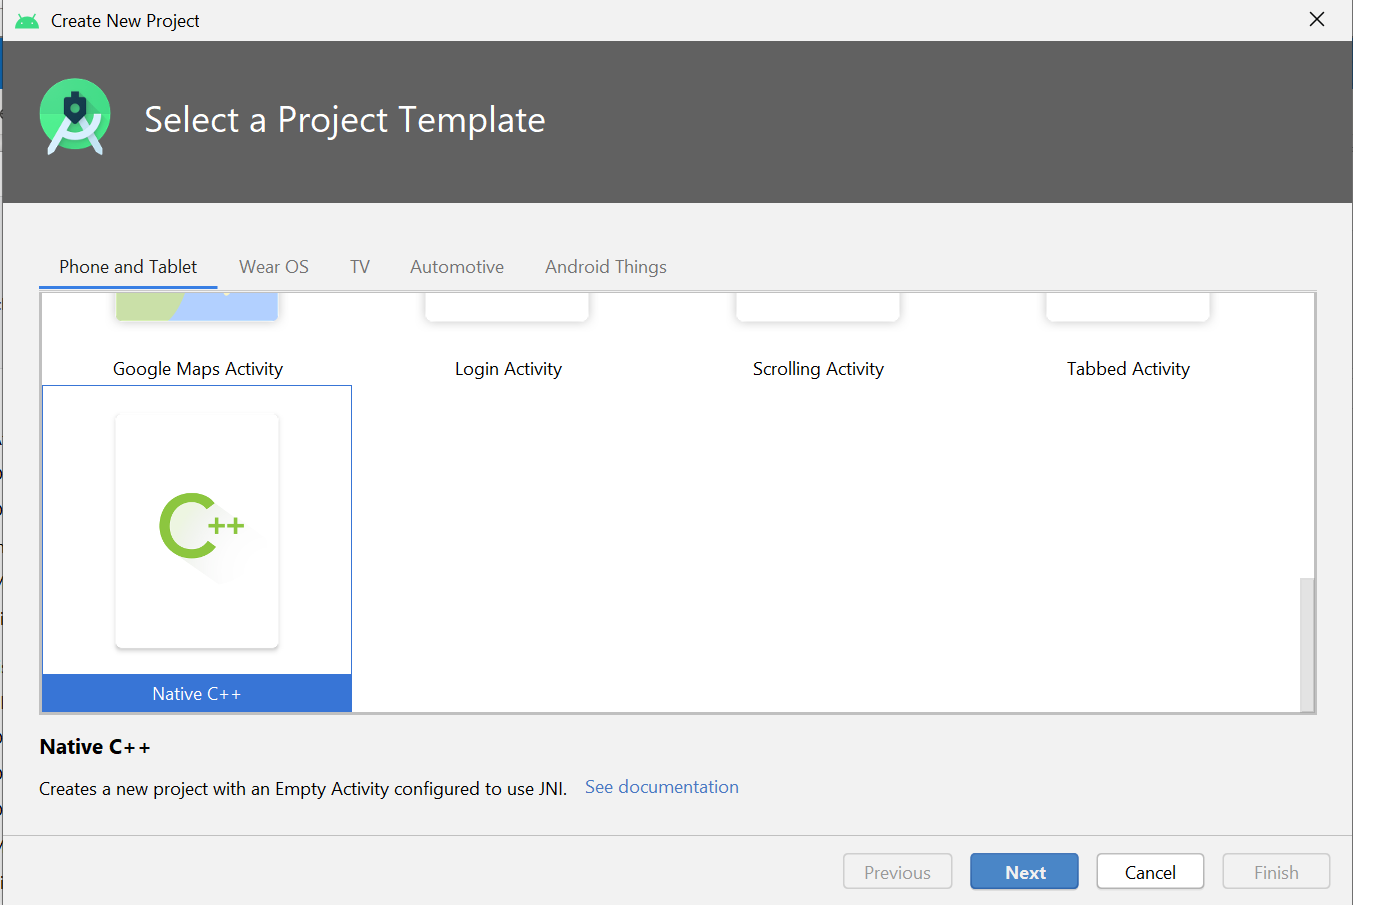 Create New Project
Select a Project Template
Phone and Tablet Wear OS TV Automotive Android Things
Google Maps Activity Login Activity Scrolling Activity Tabbed Activity
C++
Native C++
Native C++
Creates a new project with an Empty Activity configured to use JNI. See documentation
Previous Next Cancel Finish